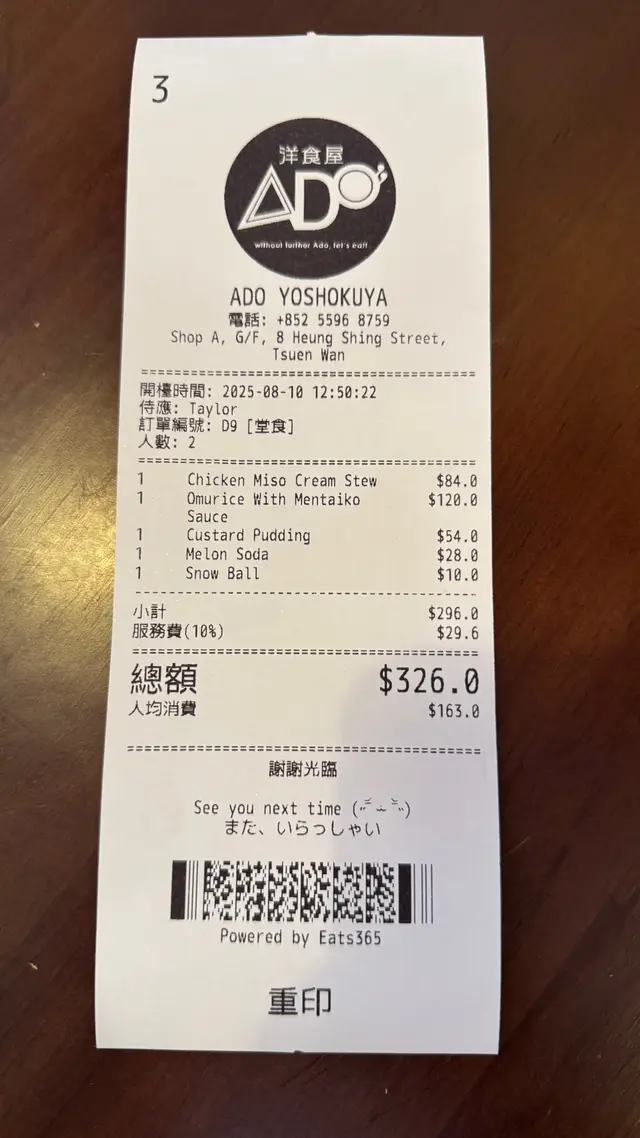 3
洋食屋
ADO
without further Ado, let's eat!
ADO YOSHOKUYA
電話: +852 5596 8759
Shop A, G/F, 8 Heung Shing Street,
Tsuen Wan
開檯時間: 2025-08-10 12:50:22
侍應: Taylor
訂單編號: D9 [堂食]
人數: 2
1 Chicken Miso Cream Stew $84.0
1 Omurice With Mentaiko $120.0
Sauce
1 Custard Pudding $54.0
1 Melon Soda $28.0
1 Snow Ball $10.0
小計 $296.0
服務費(10%) $29.6
總額 $326.0
人均消費 $163.0
謝謝光臨
See you next time
また、いらっしゃい
Powered by Eats365
重印